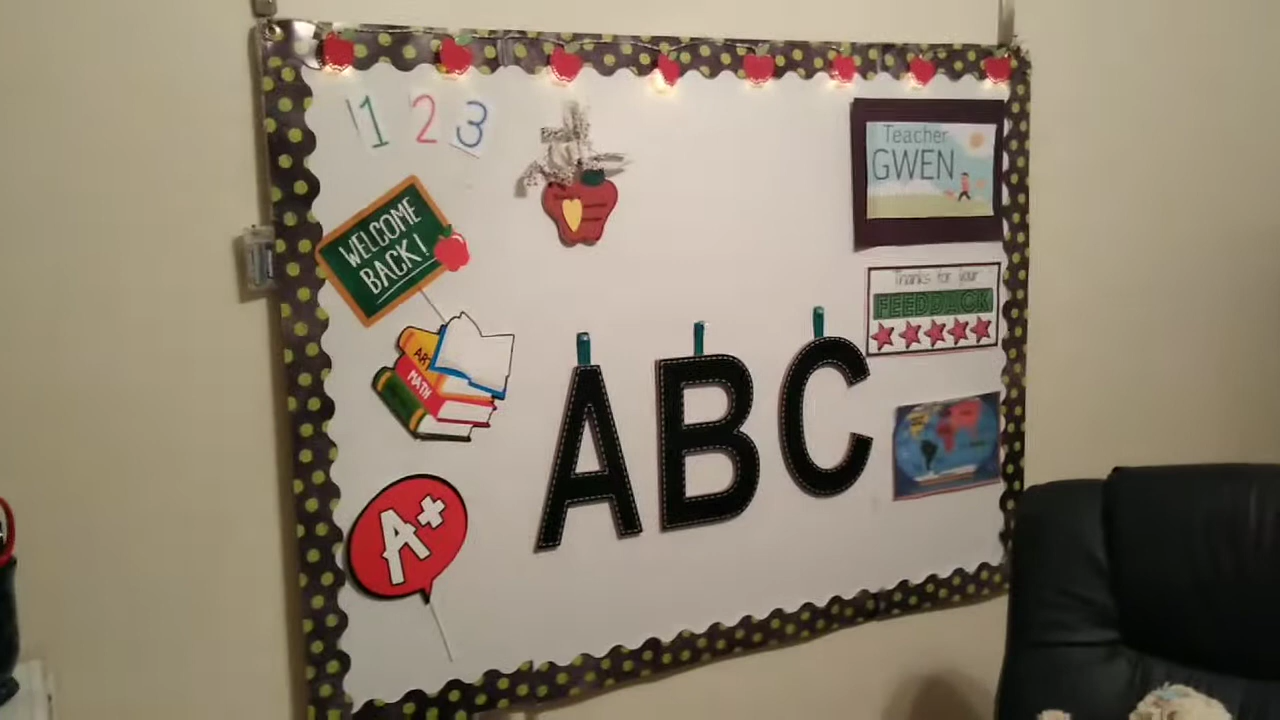 1 2 3
WELCOME
BACK!
ART
MATH
A+
ABC
Teacher
GWEN
Thanks for your
FEEDBACK